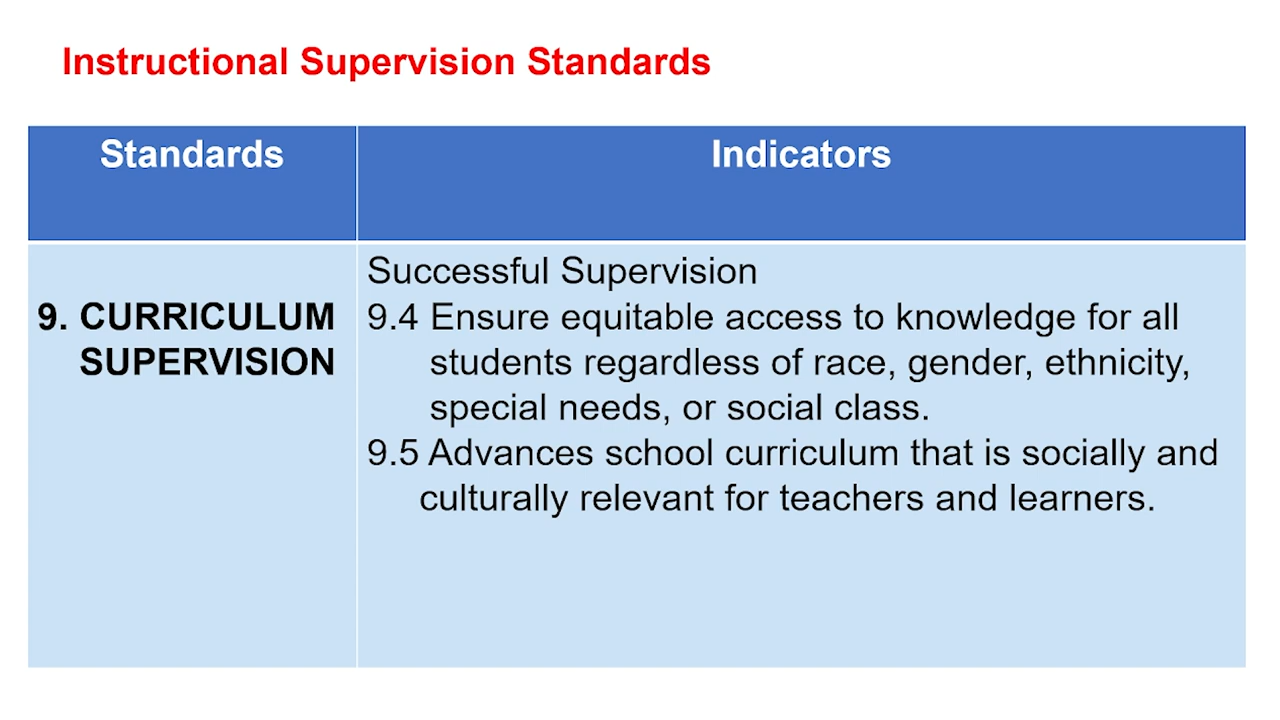 Instructional Supervision Standards
Standards
Indicators
9. CURRICULUM
SUPERVISION
Successful Supervision
9.4 Ensure equitable access to knowledge for all
students regardless of race, gender, ethnicity,
special needs, or social class.
9.5 Advances school curriculum that is socially and
culturally relevant for teachers and learners.